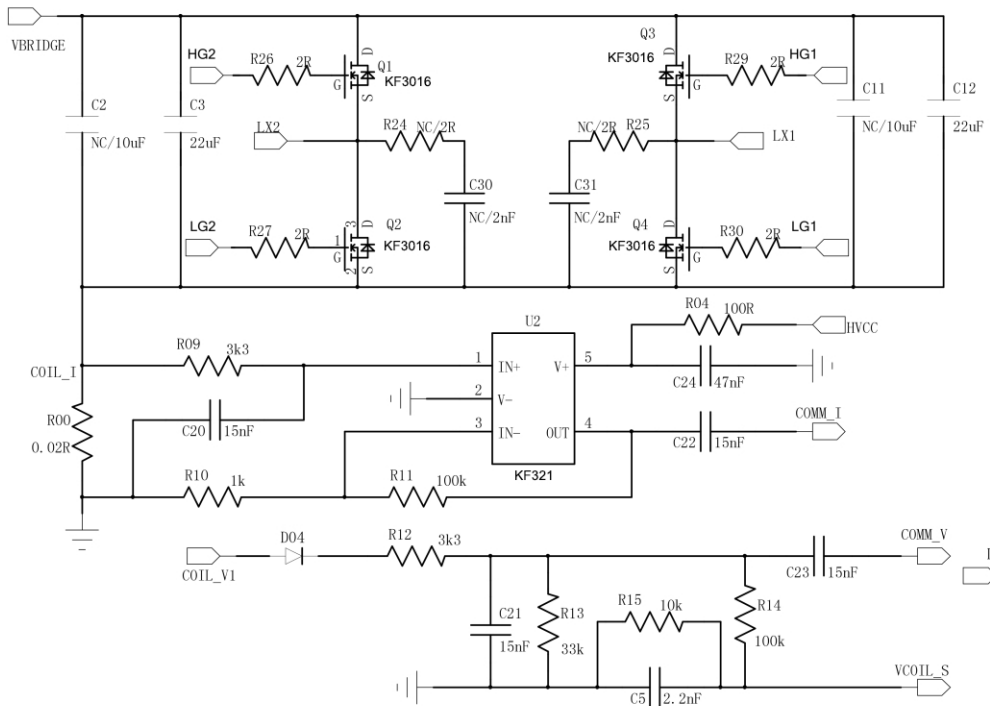 VBRIDGE
HG2
R26
2R
Q1
KF3016
D
G
S
Q3
KF3016
D
G
S
R29
2R
HG1
C2
NC/10uF
C3
22uF
LX2
R24
NC/2R
C30
NC/2nF
NC/2R
R25
C31
NC/2nF
LX1
C11
NC/10uF
C12
22uF
LG2
R27
2R
Q2
KF3016
3
D
1
G
2
S
Q4
KF3016
D
G
S
R30
2R
LG1
COIL_I
R00
0.02R
R09
3k3
C20
15nF
R10
1k
R11
100k
U2
1
IN+
V+
5
2
V-
3
IN-
OUT
4
KF321
R04
100R
HVCC
C24
47nF
COMM_I
C22
15nF
COIL_V1
D04
R12
3k3
C21
15nF
R13
33k
R15
10k
C5
2.2nF
R14
100k
C23
15nF
COMM_V
VCOIL_S